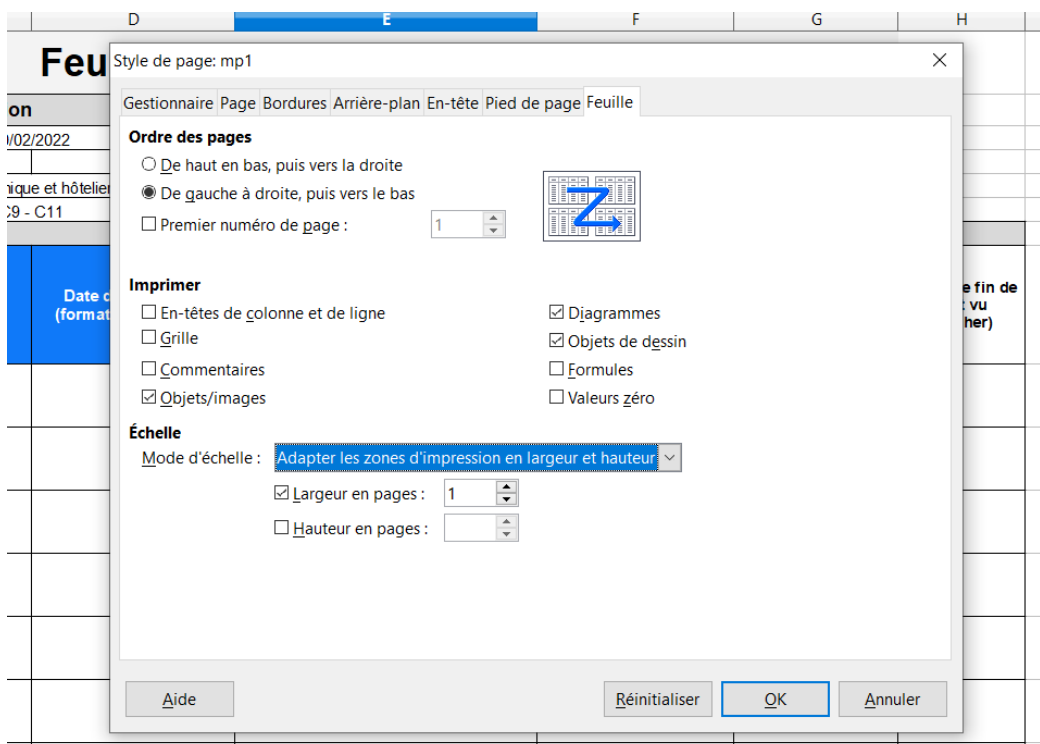 D E F G H
Feu
Style de page: mp1
Gestionnaire Page Bordures Arrière-plan En-tête Pied de page Feuille
on
/02/2022
Ordre des pages
De haut en bas, puis vers la droite
nique et hôtelier
De gauche à droite, puis vers le bas
C9 - C11
Premier numéro de page : 1
Imprimer
Date d
(format
e fin de
vu
her)
En-têtes de colonne et de ligne
Diagrammes
Grille
Objets de dessin
Commentaires
Formules
Objets/images
Valeurs zéro
Échelle
Mode d'échelle : Adapter les zones d'impression en largeur et hauteur
Largeur en pages : 1
Hauteur en pages :
Aide Réinitialiser OK Annuler